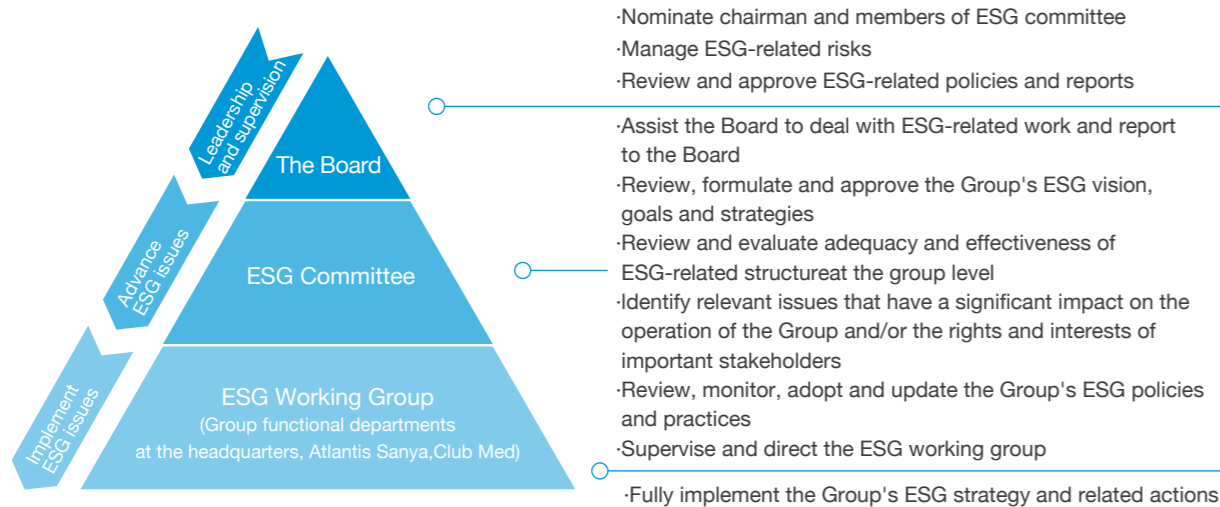 Leadership
and supervision
The Board
Advance
ESG issues
ESG Committee
Implement
ESG issues
ESG Working Group
(Group functional departments
at the headquarters, Atlantis Sanya,Club Med)
·Nominate chairman and members of ESG committee
·Manage ESG-related risks
·Review and approve ESG-related policies and reports
·Assist the Board to deal with ESG-related work and report
to the Board
·Review, formulate and approve the Group's ESG vision,
goals and strategies
·Review and evaluate adequacy and effectiveness of
ESG-related structureat the group level
·Identify relevant issues that have a significant impact on the
operation of the Group and/or the rights and interests of
important stakeholders
·Review, monitor, adopt and update the Group's ESG policies
and practices
·Supervise and direct the ESG working group
·Fully implement the Group's ESG strategy and related actions